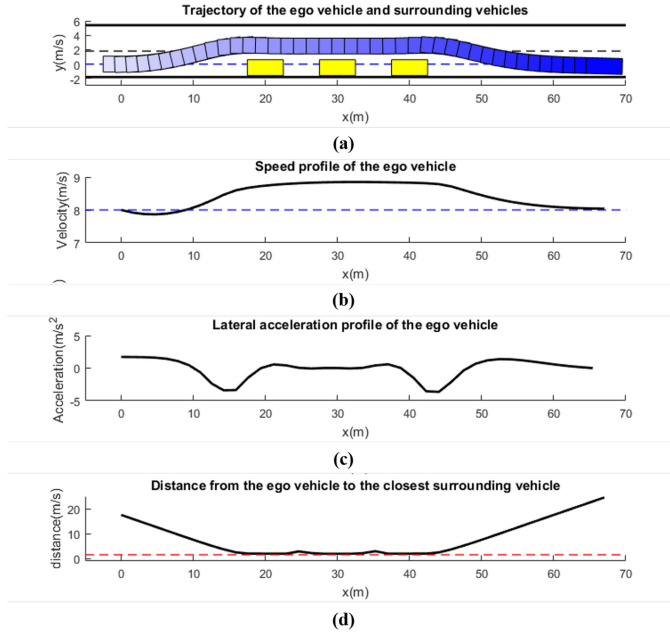 Trajectory of the ego vehicle and surrounding vehicles
6
4
2
0
-2
y(m/s)
0 10 20 30 40 50 60 70
x(m)
(a)
Speed profile of the ego vehicle
9
8
7
Velocity(m/s)
0 10 20 30 40 50 60 70
x(m)
)
(b)
Lateral acceleration profile of the ego vehicle
5
0
-5
Acceleration(m/s²
0 10 20 30 40 50 60 70
x(m)
(c)
Distance from the ego vehicle to the closest surrounding vehicle
20
10
0
distance(m/s)
0 10 20 30 40 50 60 70
x(m)
(d)